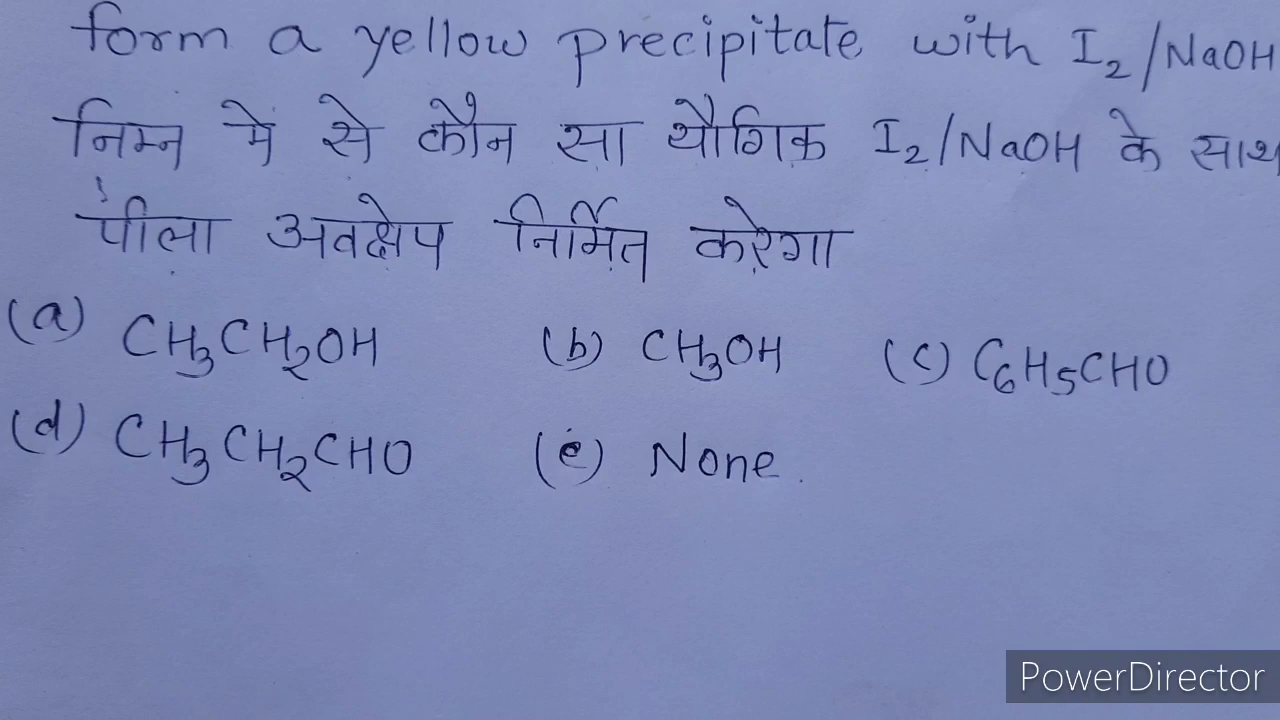 form a yellow precipitate with I₂/NaOH
निम्न में से कौन सा यौगिक I₂/NaOH के साथ
पीला अवक्षेप निर्मित करेगा
(a) CH₃CH₂OH (b) CH₃OH (c) C₆H₅CHO
(d) CH₃CH₂CHO (e) None.
PowerDirector